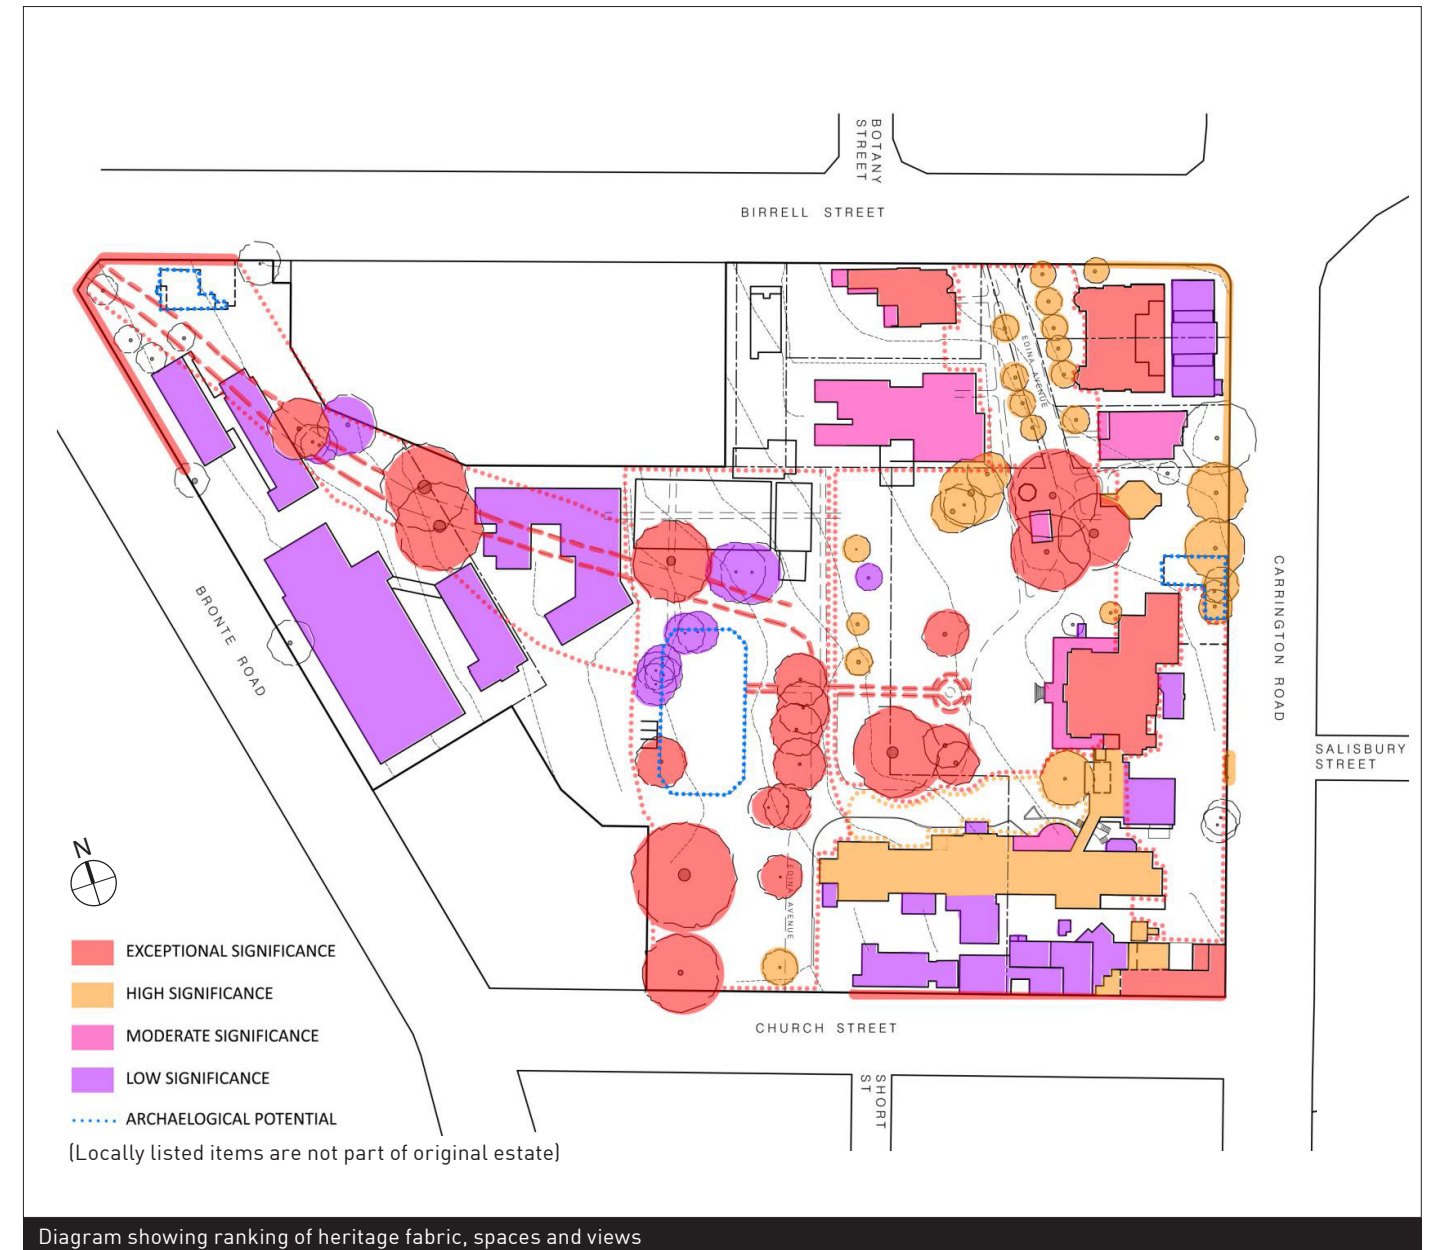 BOTANY
STREET
BIRRELL STREET
EDINA AVENUE
BRONTE ROAD
CARRINGTON ROAD
SALISBURY
STREET
EDINA AVENUE
N
EXCEPTIONAL SIGNIFICANCE
HIGH SIGNIFICANCE
MODERATE SIGNIFICANCE
LOW SIGNIFICANCE
ARCHAELOGICAL POTENTIAL
(Locally listed items are not part of original estate)
CHURCH STREET
SHORT
ST
Diagram showing ranking of heritage fabric, spaces and views